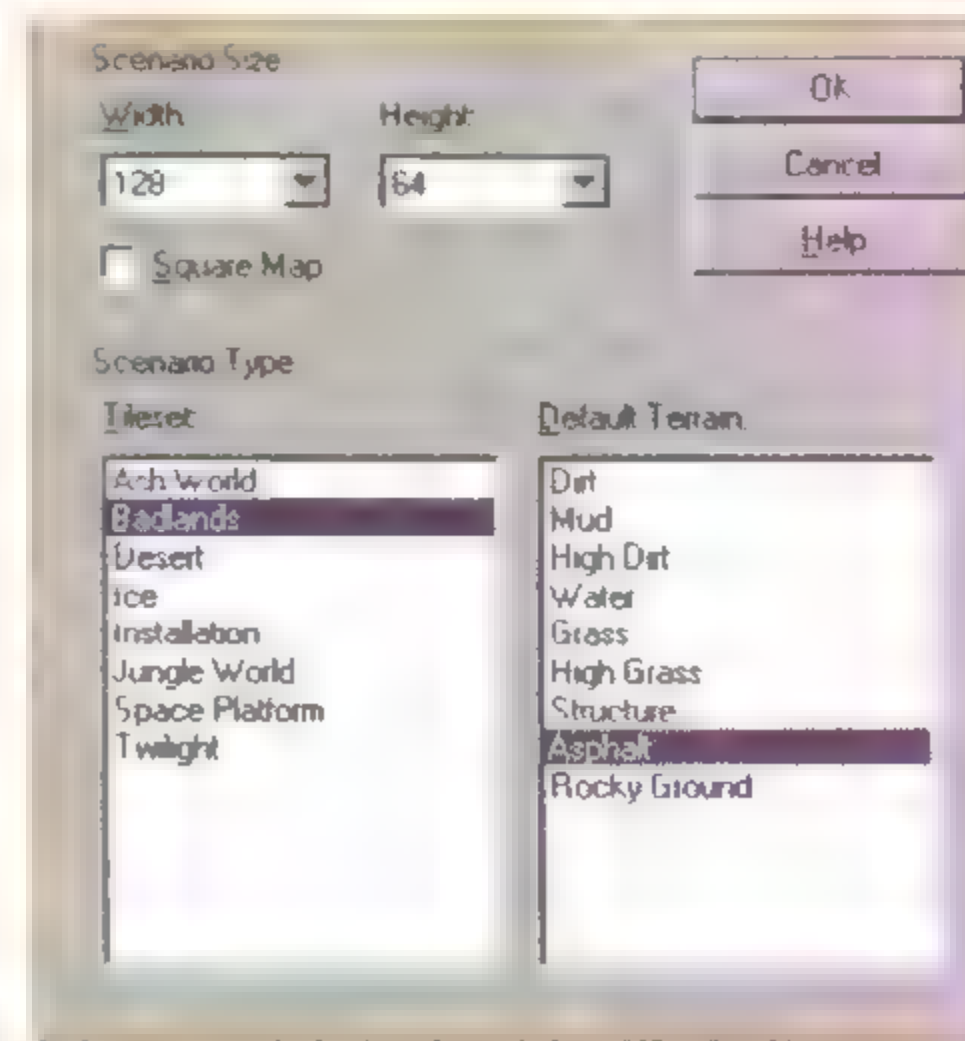 Scenario Size
Width:
Height:
128
64
Square Map
OK
Cancel
Help
Scenario Type
Tileset:
Ash World
Badlands
Desert
Ice
Installation
Jungle World
Space Platform
Twilight
Default Terrain:
Dirt
Mud
High Dirt
Water
Grass
High Grass
Structure
Asphalt
Rocky Ground